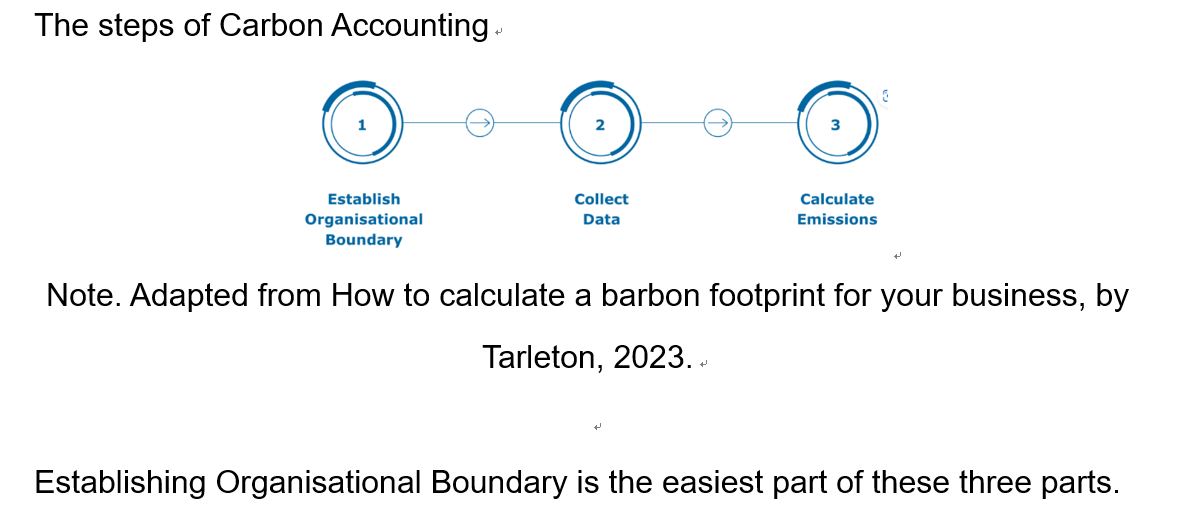 The steps of Carbon Accounting
1 2 3
Establish Organisational Boundary
Collect Data
Calculate Emissions
Note. Adapted from How to calculate a barbon footprint for your business, by
Tarleton, 2023.
Establishing Organisational Boundary is the easiest part of these three parts.